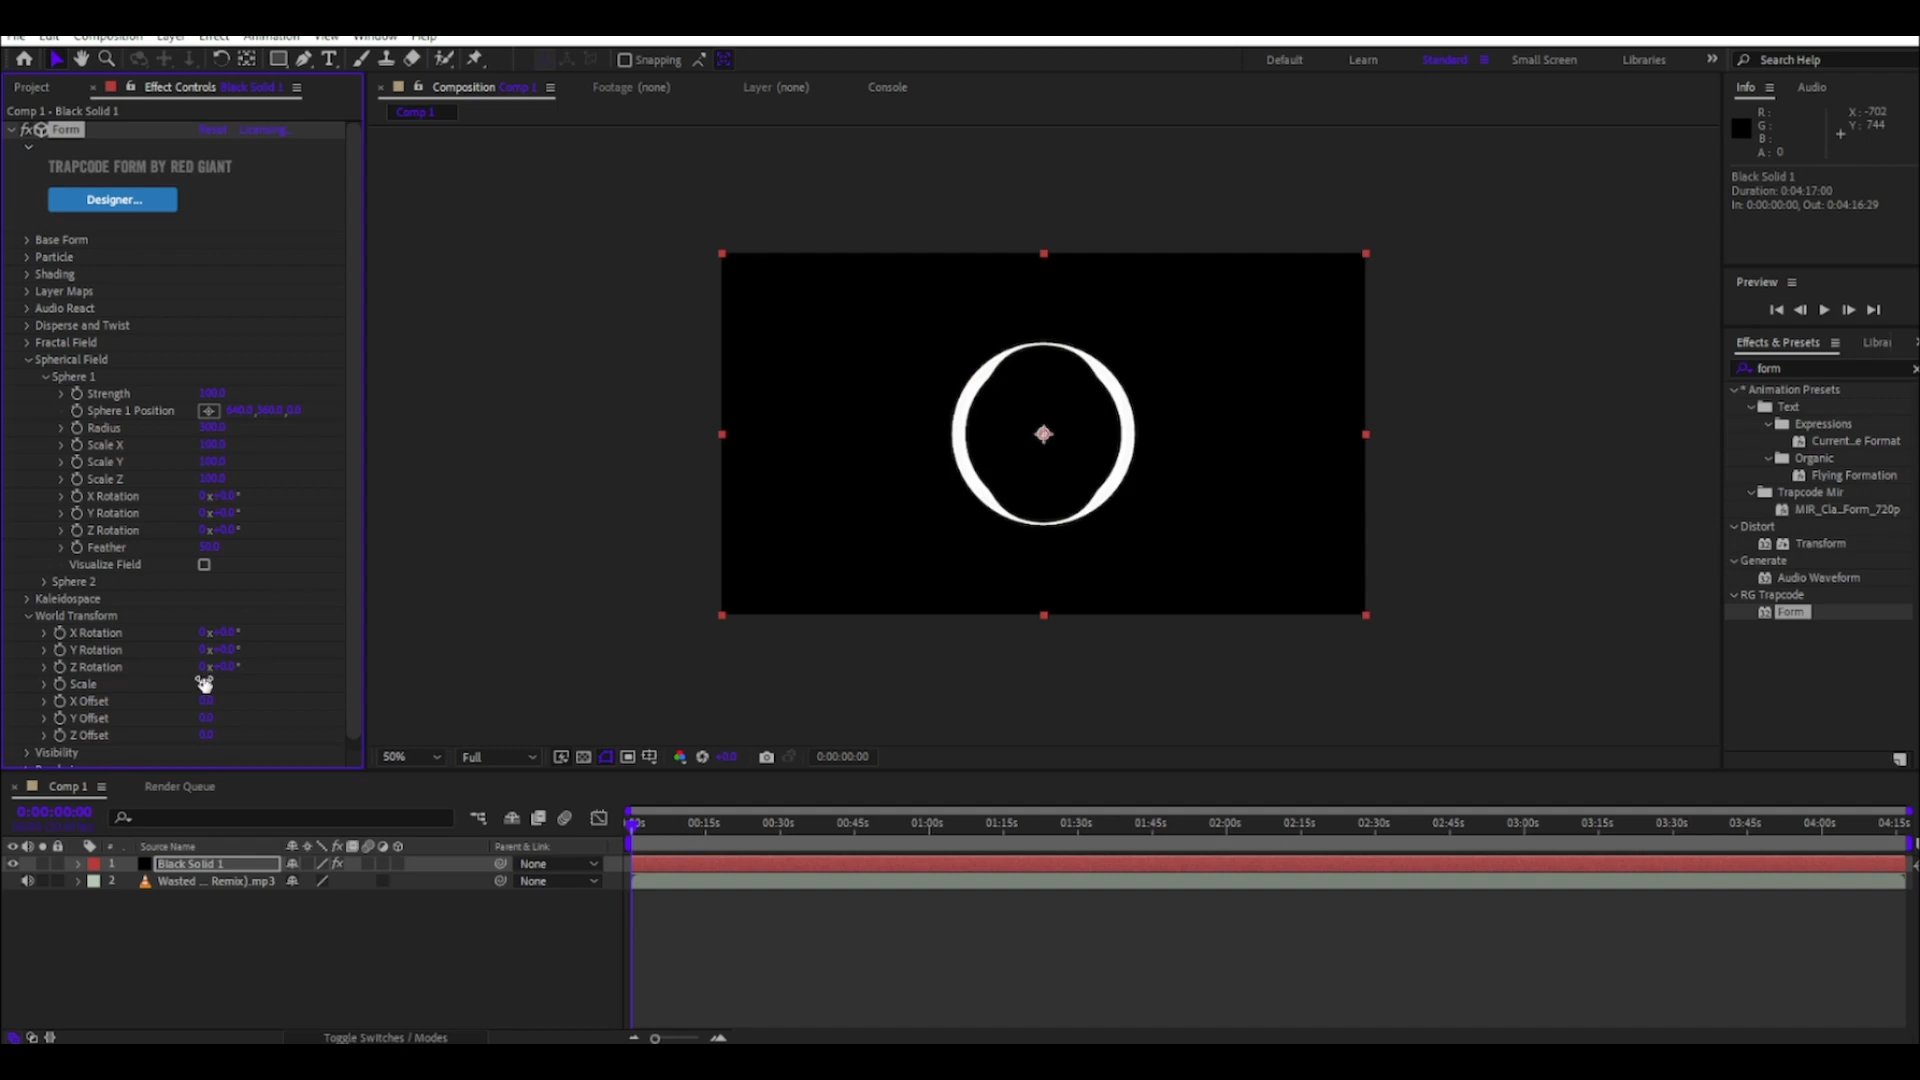 File Edit Composition Layer Effect Animation View Window Help
Snapping
Default Learn Standard Small Screen Libraries » Search Help
Project Effect Controls Black Solid 1
Comp 1 • Black Solid 1
fx Form Reset Licensing...
TRAPCODE FORM BY RED GIANT
Designer...
Base Form
Particle
Shading
Layer Maps
Audio React
Disperse and Twist
Fractal Field
Spherical Field
Sphere 1
Strength 100.0
Sphere 1 Position 640.0,360.0,0.0
Radius 300.0
Scale X 100.0
Scale Y 100.0
Scale Z 100.0
X Rotation 0x+0.0°
Y Rotation 0x+0.0°
Z Rotation 0x+0.0°
Feather 50.0
Visualize Field
Sphere 2
Kaleidospace
World Transform
X Rotation 0x+0.0°
Y Rotation 0x+0.0°
Z Rotation 0x+0.0°
Scale
X Offset 0.0
Y Offset 0.0
Z Offset 0.0
Visibility
Composition Comp 1 Footage (none) Layer (none) Console
Comp 1
50% Full +0.0 0:00:00:00
Info Audio
R: X: -702
G: Y: 744
B:
A: 0
Black Solid 1
Duration: 0:04:17:00
In: 0:00:00:00, Out: 0:04:16:29
Preview
Effects & Presets Librai
form
* Animation Presets
Text
Expressions
Current...e Format
Organic
Flying Formation
Trapcode Mir
MIR_Cla...Form_720p
Distort
Transform
Generate
Audio Waveform
RG Trapcode
Form
Comp 1 Render Queue
0:00:00:00
00:15s 00:30s 00:45s 01:00s 01:15s 01:30s 01:45s 02:00s 02:15s 02:30s 02:45s 03:00s 03:15s 03:30s 03:45s 04:00s 04:15s
# Source Name fx Parent & Link
1 Black Solid 1 fx None
2 Wasted ... Remix).mp3 None
Toggle Switches / Modes